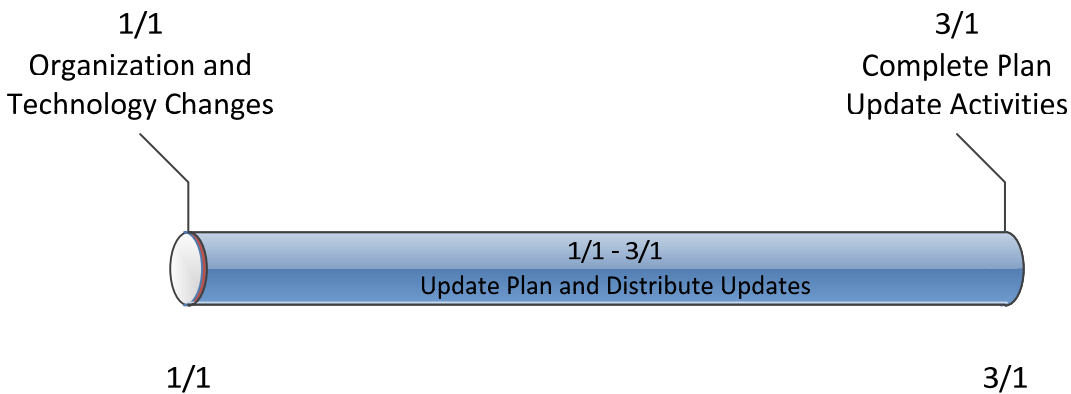 1/1
Organization and
Technology Changes
3/1
Complete Plan
Update Activities
1/1 - 3/1
Update Plan and Distribute Updates
1/1
3/1